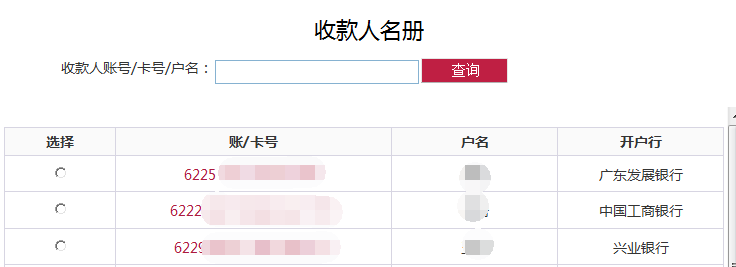 收款人名册
收款人账号/卡号/户名： 查询
选择 账/卡号 户名 开户行
6225 广东发展银行
6222 中国工商银行
6229 兴业银行